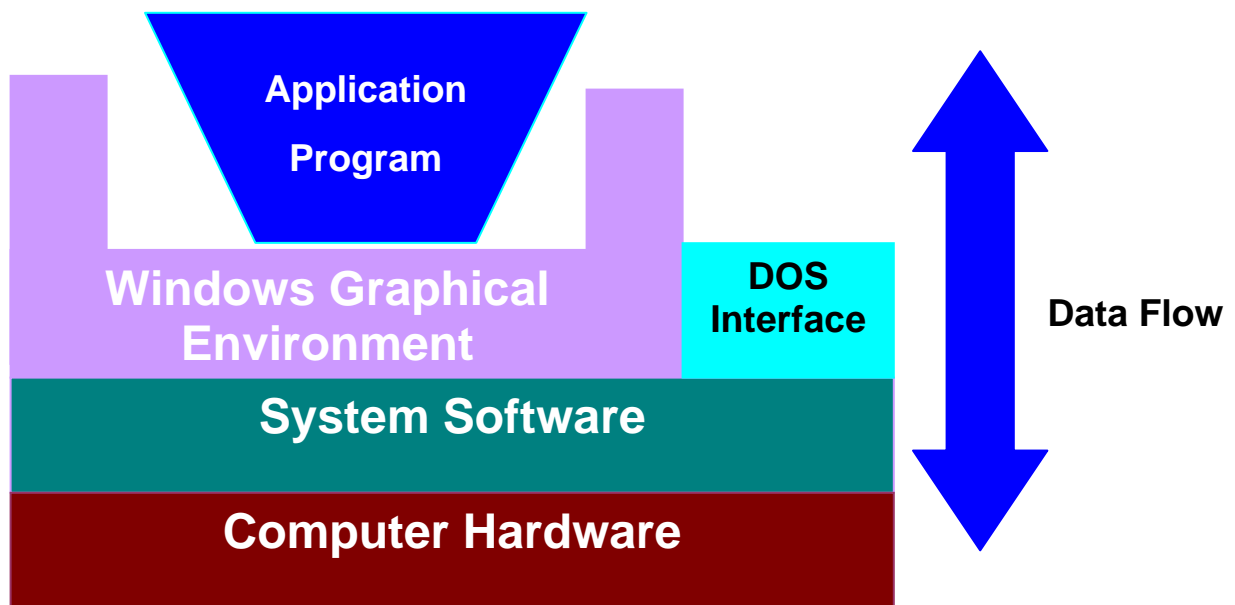 Application
Program
Windows Graphical
Environment
DOS
Interface
Data Flow
System Software
Computer Hardware